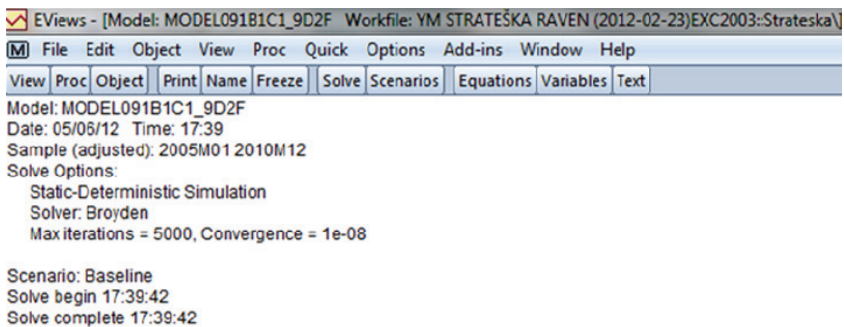 EViews - [Model: MODEL091B1C1_9D2F Workfile: YM STRATEŠKA RAVEN (2012-02-23)EXC2003::Strateska\]
M File Edit Object View Proc Quick Options Add-ins Window Help
View Proc Object Print Name Freeze Solve Scenarios Equations Variables Text
Model: MODEL091B1C1_9D2F
Date: 05/06/12 Time: 17:39
Sample (adjusted): 2005M01 2010M12
Solve Options:
Static-Deterministic Simulation
Solver: Broyden
Max iterations = 5000, Convergence = 1e-08
Scenario: Baseline
Solve begin 17:39:42
Solve complete 17:39:42